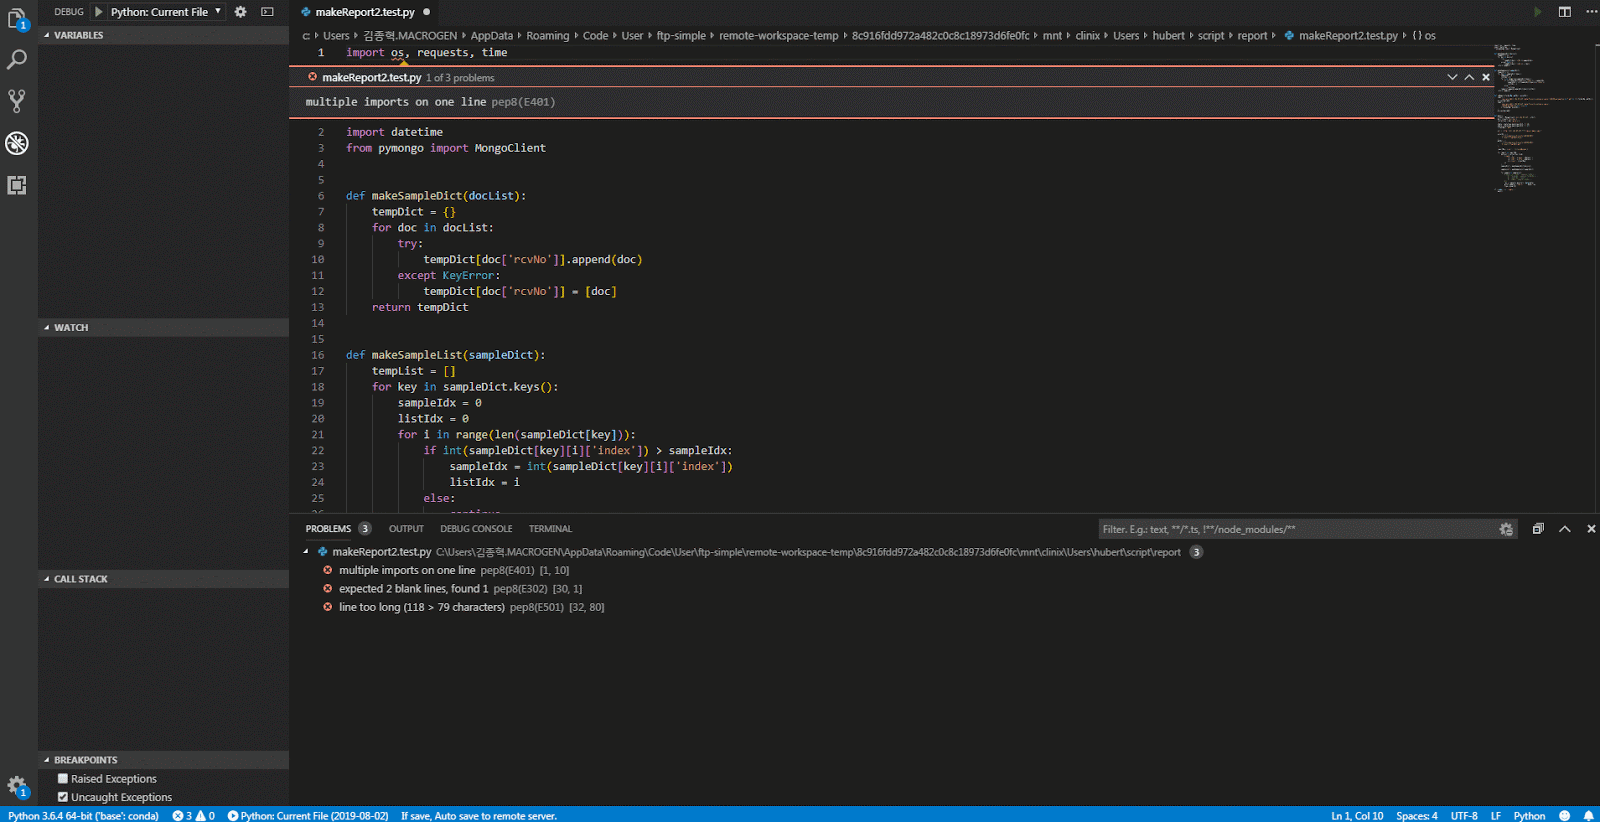 DEBUG Python: Current File
VARIABLES
WATCH
CALL STACK
BREAKPOINTS
Raised Exceptions
Uncaught Exceptions
1
1
makeReport2.test.py
c: Users 김종혁.MACROGEN AppData Roaming Code User ftp-simple remote-workspace-temp 8c916fdd972a482c0c8c18973d6fe0fc mnt clinix Users hubert script report makeReport2.test.py {} os
1 import os, requests, time
makeReport2.test.py 1 of 3 problems
multiple imports on one line pep8(E401)
2 import datetime
3 from pymongo import MongoClient
4
5
6 def makeSampleDict(docList):
7 tempDict = {}
8 for doc in docList:
9 try:
10 tempDict[doc['rcvNo']].append(doc)
11 except KeyError:
12 tempDict[doc['rcvNo']] = [doc]
13 return tempDict
14
15
16 def makeSampleList(sampleDict):
17 tempList = []
18 for key in sampleDict.keys():
19 sampleIdx = 0
20 listIdx = 0
21 for i in range(len(sampleDict[key])):
22 if int(sampleDict[key][i]['index']) > sampleIdx:
23 sampleIdx = int(sampleDict[key][i]['index'])
24 listIdx = i
25 else:
PROBLEMS 3 OUTPUT DEBUG CONSOLE TERMINAL Filter. E.g.: text, **/*.ts, !**/node_modules/**
makeReport2.test.py C:\Users\김종혁.MACROGEN\AppData\Roaming\Code\User\ftp-simple\remote-workspace-temp\8c916fdd972a482c0c8c18973d6fe0fc\mnt\clinix\Users\hubert\script\report 3
multiple imports on one line pep8(E401) [1, 10]
expected 2 blank lines, found 1 pep8(E302) [30, 1]
line too long (118 > 79 characters) pep8(E501) [32, 80]
Python 3.6.4 64-bit ('base': conda) 3 0 Python: Current File (2019-08-02) If save, Auto save to remote server. Ln 1, Col 10 Spaces: 4 UTF-8 LF Python